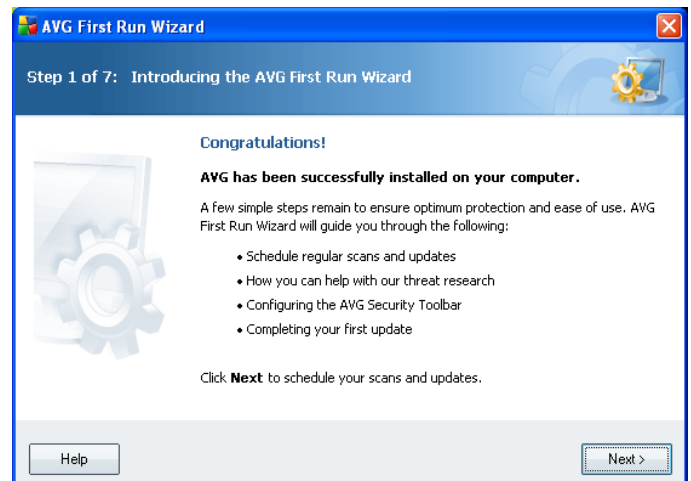 AVG First Run Wizard
Step 1 of 7: Introducing the AVG First Run Wizard
Congratulations!
AVG has been successfully installed on your computer.
A few simple steps remain to ensure optimum protection and ease of use. AVG
First Run Wizard will guide you through the following:
• Schedule regular scans and updates
• How you can help with our threat research
• Configuring the AVG Security Toolbar
• Completing your first update
Click Next to schedule your scans and updates.
Help
Next >